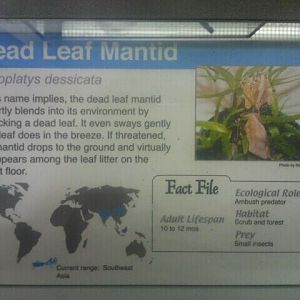 ead Leaf Mantid
oplatys dessicata
s name implies, the dead leaf mantid
rtly blends into its environment by
cking a dead leaf. It even sways gently
leaf does in the breeze. If threatened,
mantid drops to the ground and virtually
ppears among the leaf litter on the
t floor.
Photo by
Fact File
Ecological Role
Ambush predator
Adult Lifespan
10 to 12 mos
Habitat
Scrub and forest
Prey
Small insects
Current range: Southeast
Asia